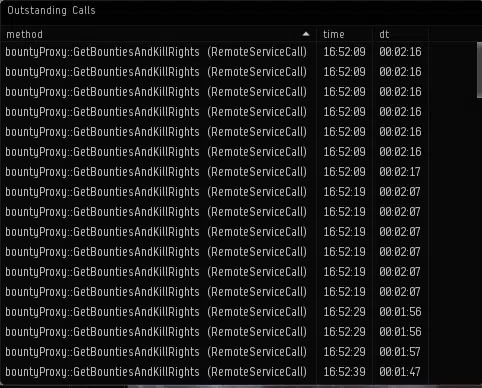 Outstanding Calls
method time dt
bountyProxy::GetBountiesAndKillRights (RemoteServiceCall) 16:52:09 00:02:16
bountyProxy::GetBountiesAndKillRights (RemoteServiceCall) 16:52:09 00:02:16
bountyProxy::GetBountiesAndKillRights (RemoteServiceCall) 16:52:09 00:02:16
bountyProxy::GetBountiesAndKillRights (RemoteServiceCall) 16:52:09 00:02:16
bountyProxy::GetBountiesAndKillRights (RemoteServiceCall) 16:52:09 00:02:16
bountyProxy::GetBountiesAndKillRights (RemoteServiceCall) 16:52:09 00:02:16
bountyProxy::GetBountiesAndKillRights (RemoteServiceCall) 16:52:09 00:02:17
bountyProxy::GetBountiesAndKillRights (RemoteServiceCall) 16:52:19 00:02:07
bountyProxy::GetBountiesAndKillRights (RemoteServiceCall) 16:52:19 00:02:07
bountyProxy::GetBountiesAndKillRights (RemoteServiceCall) 16:52:19 00:02:07
bountyProxy::GetBountiesAndKillRights (RemoteServiceCall) 16:52:19 00:02:07
bountyProxy::GetBountiesAndKillRights (RemoteServiceCall) 16:52:19 00:02:07
bountyProxy::GetBountiesAndKillRights (RemoteServiceCall) 16:52:19 00:02:07
bountyProxy::GetBountiesAndKillRights (RemoteServiceCall) 16:52:29 00:01:56
bountyProxy::GetBountiesAndKillRights (RemoteServiceCall) 16:52:29 00:01:56
bountyProxy::GetBountiesAndKillRights (RemoteServiceCall) 16:52:29 00:01:57
bountyProxy::GetBountiesAndKillRights (RemoteServiceCall) 16:52:39 00:01:47